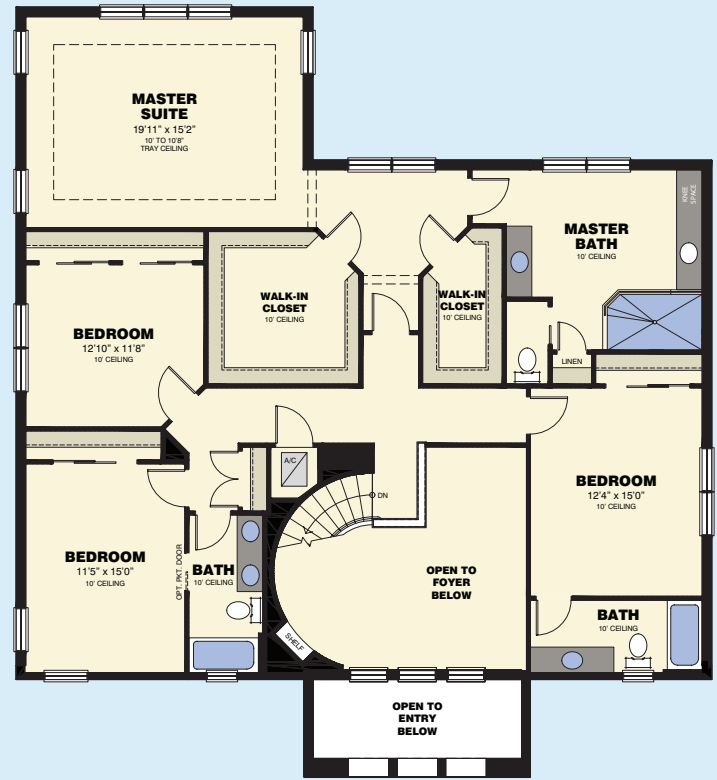 MASTER
SUITE
19'11" x 15'2"
10' TO 10'8"
TRAY CEILING
KNEE
SPACE
MASTER
BATH
10' CEILING
WALK-IN
CLOSET
10' CEILING
WALK-IN
CLOSET
10' CEILING
BEDROOM
12'10" x 11'8"
10' CEILING
LINEN
A/C
DN
BEDROOM
12'4" x 15'0"
10' CEILING
BEDROOM
11'5" x 15'0"
10' CEILING
OPT. PKT. DOOR
BATH
10' CEILING
OPEN TO
FOYER
BELOW
SHELF
BATH
10' CEILING
OPEN TO
ENTRY
BELOW